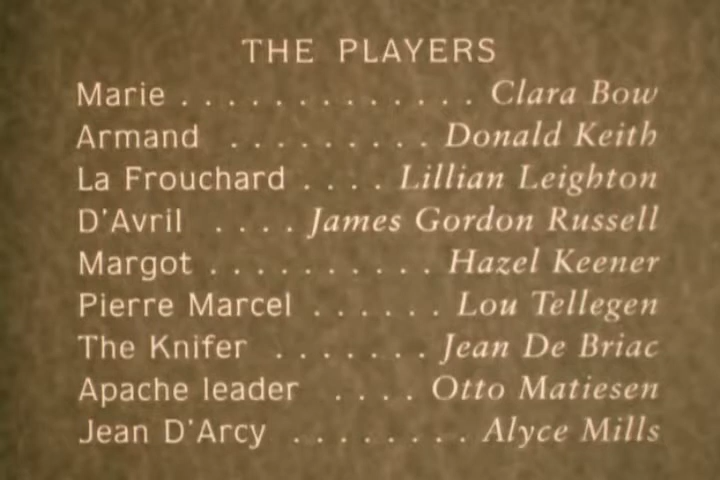 THE PLAYERS
Marie . . . . . . . . . . . . . Clara Bow
Armand . . . . . . . . . Donald Keith
La Frouchard . . . . Lillian Leighton
D'Avril . . . . James Gordon Russell
Margot . . . . . . . . . . Hazel Keener
Pierre Marcel . . . . . . Lou Tellegen
The Knifer . . . . . . . Jean De Briac
Apache leader . . . . Otto Matiesen
Jean D'Arcy . . . . . . . . Alyce Mills